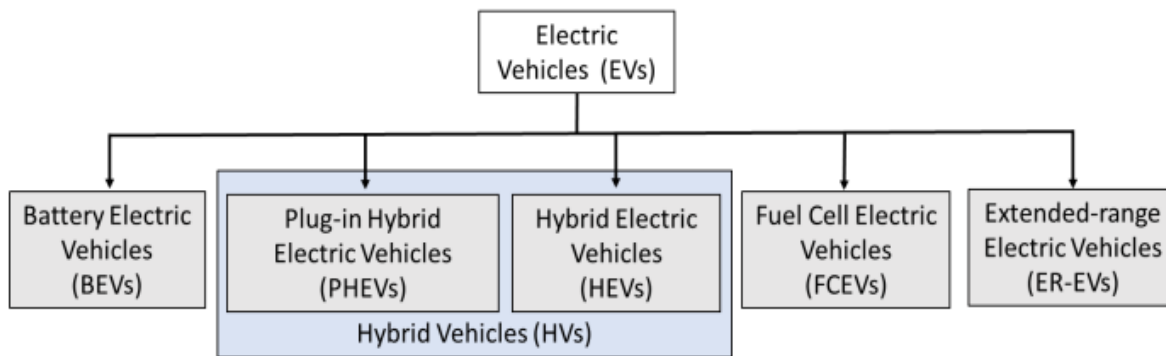 Electric
Vehicles (EVs)
Battery Electric
Vehicles
(BEVs)
Plug-in Hybrid
Electric Vehicles
(PHEVs)
Hybrid Electric
Vehicles
(HEVs)
Fuel Cell Electric
Vehicles
(FCEVs)
Extended-range
Electric Vehicles
(ER-EVs)
Hybrid Vehicles (HVs)